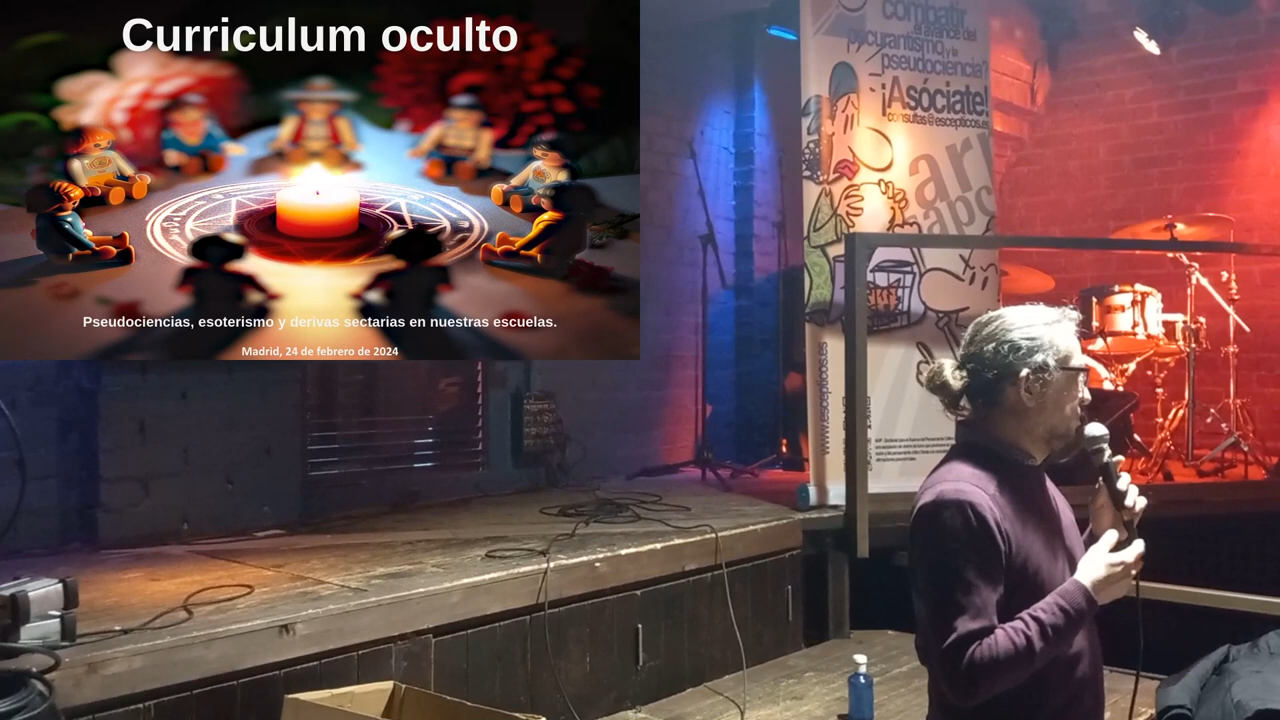 Curriculum oculto
Pseudociencias, esoterismo y derivas sectarias en nuestras escuelas.
Madrid, 24 de febrero de 2024
combatir
el avance del
oscurantismo y la
pseudociencia?
¡Asóciate!
consultas@escepticos.es
www.escepticos.es